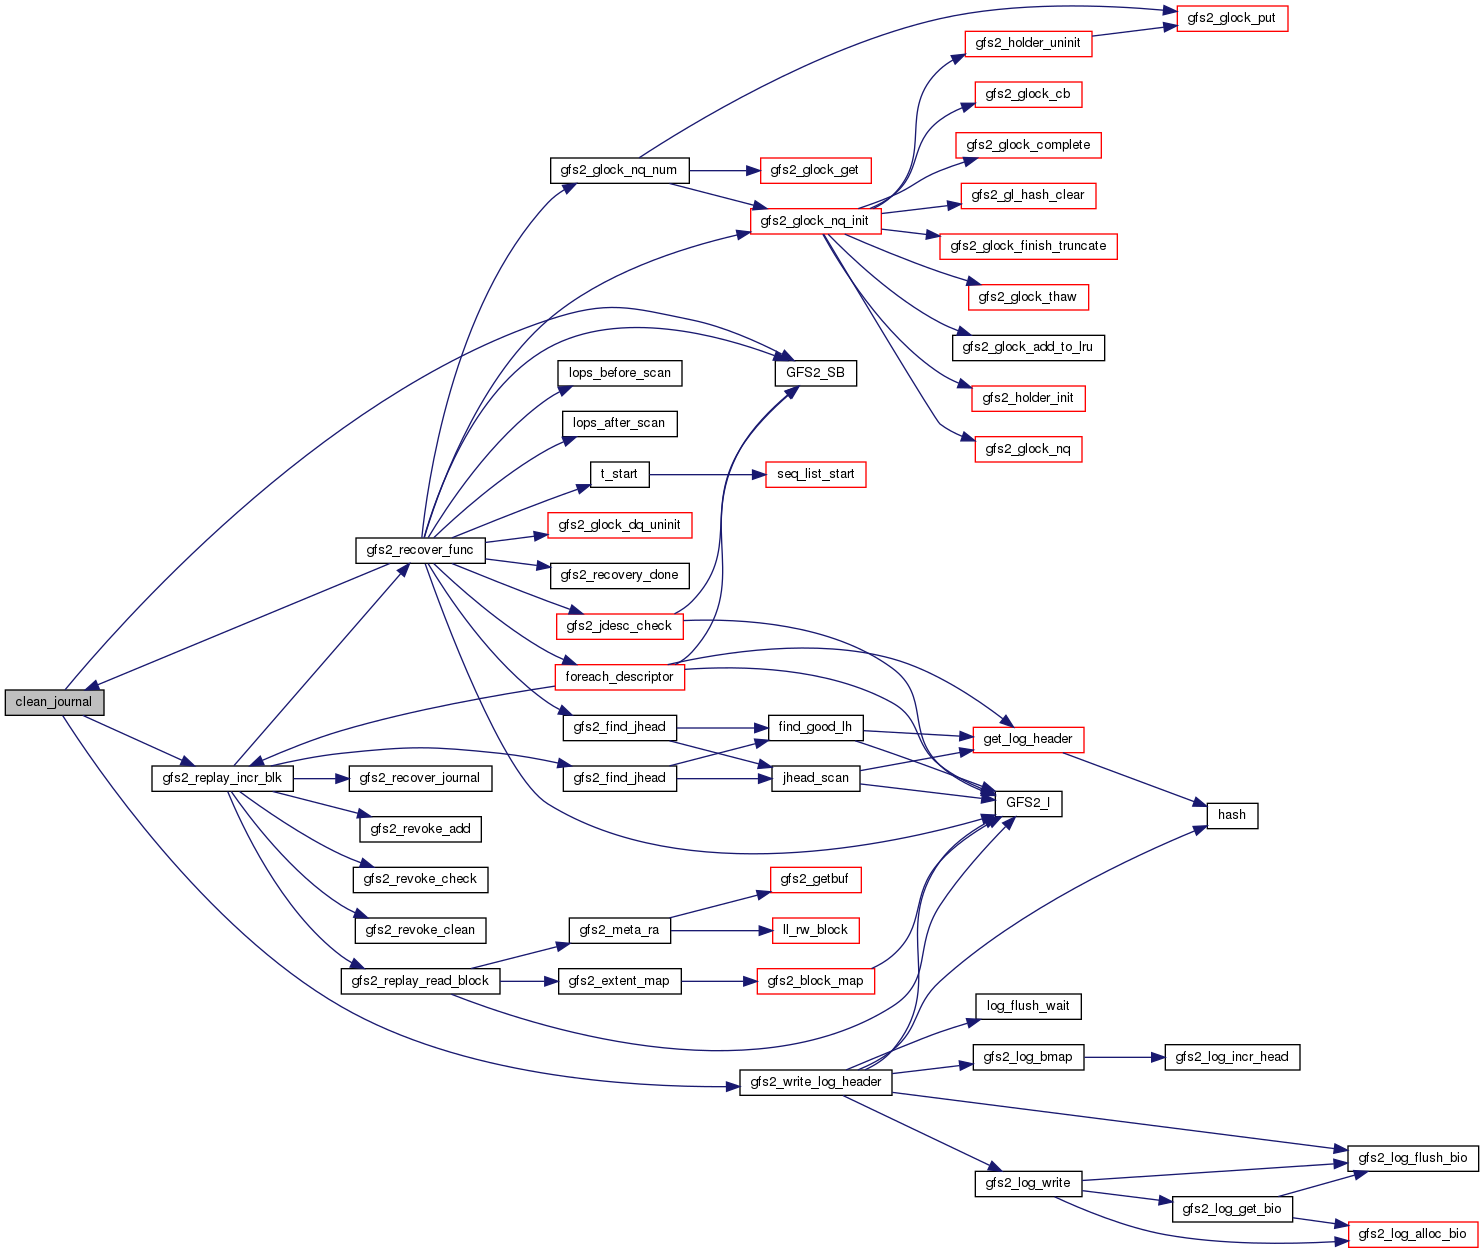 gfs2_glock_put
gfs2_holder_uninit
gfs2_glock_cb
gfs2_glock_complete
gfs2_glock_nq_num
gfs2_glock_get
gfs2_gl_hash_clear
gfs2_glock_nq_init
gfs2_glock_finish_truncate
gfs2_glock_thaw
gfs2_glock_add_to_lru
lops_before_scan
GFS2_SB
gfs2_holder_init
lops_after_scan
gfs2_glock_nq
t_start
seq_list_start
gfs2_glock_dq_uninit
gfs2_recover_func
gfs2_recovery_done
gfs2_jdesc_check
foreach_descriptor
clean_journal
gfs2_find_jhead
find_good_lh
get_log_header
gfs2_replay_incr_blk
gfs2_recover_journal
gfs2_find_jhead
jhead_scan
GFS2_I
hash
gfs2_revoke_add
gfs2_revoke_check
gfs2_getbuf
gfs2_revoke_clean
gfs2_meta_ra
ll_rw_block
gfs2_replay_read_block
gfs2_extent_map
gfs2_block_map
log_flush_wait
gfs2_log_bmap
gfs2_log_incr_head
gfs2_write_log_header
gfs2_log_flush_bio
gfs2_log_write
gfs2_log_get_bio
gfs2_log_alloc_bio